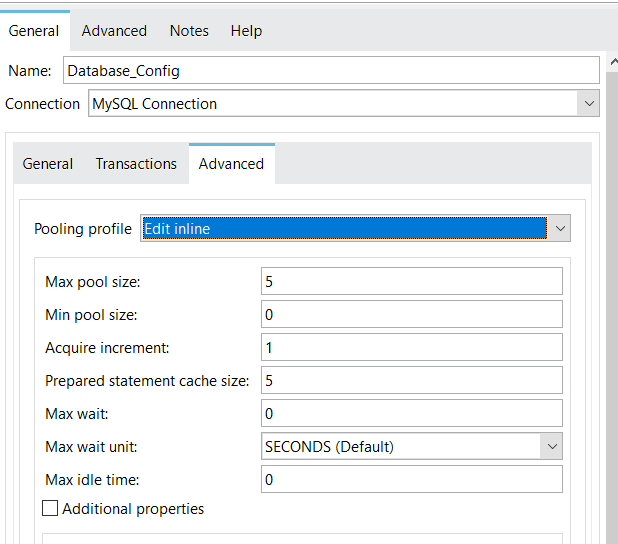 General Advanced Notes Help
Name: Database_Config
Connection MySQL Connection
General Transactions Advanced
Pooling profile Edit inline
Max pool size: 5
Min pool size: 0
Acquire increment: 1
Prepared statement cache size: 5
Max wait: 0
Max wait unit: SECONDS (Default)
Max idle time: 0
Additional properties